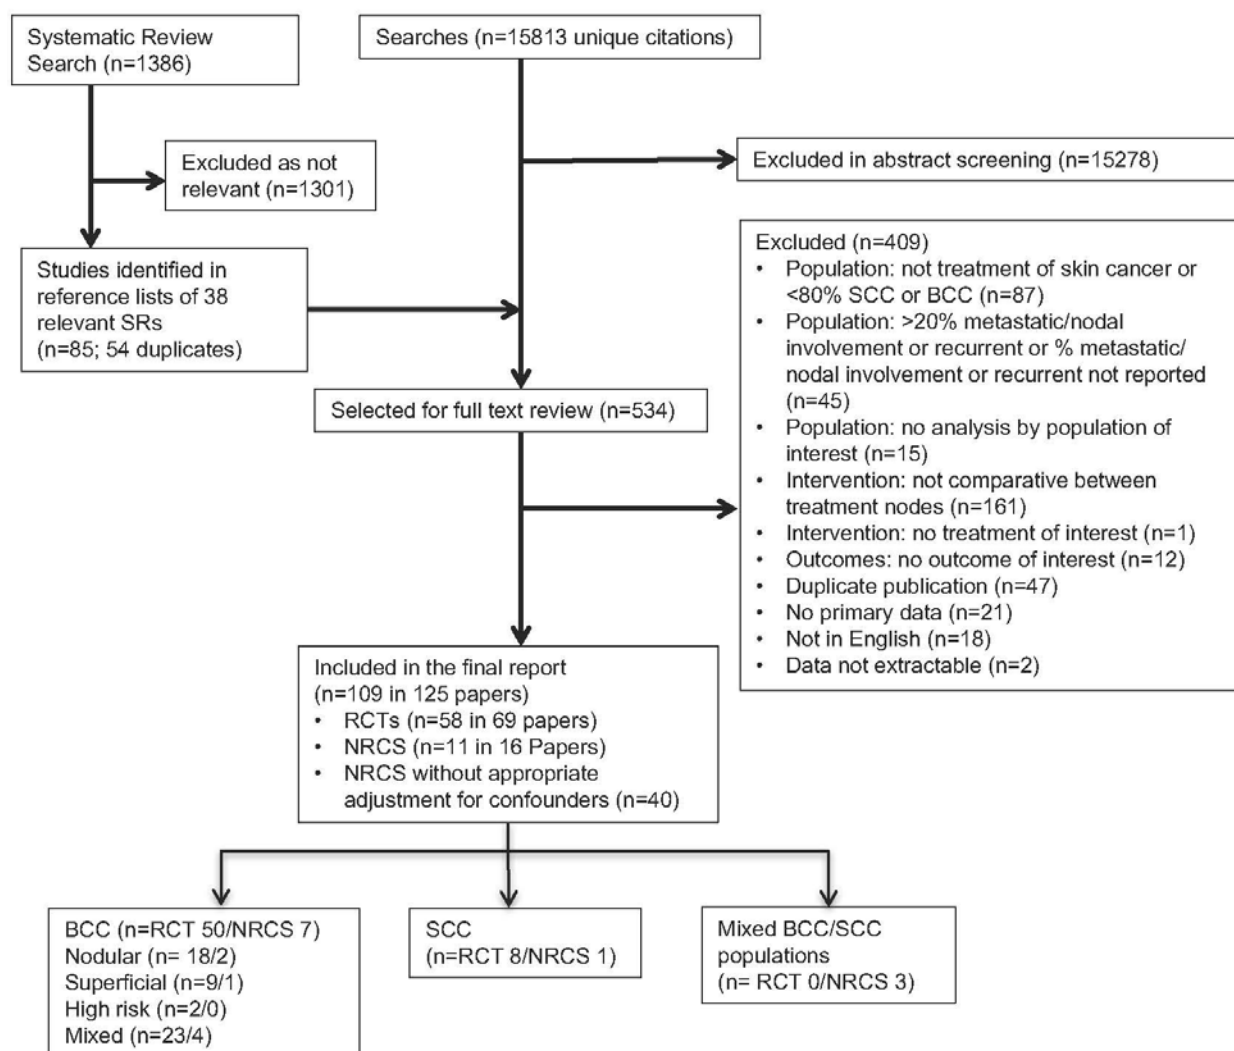 Systematic Review
Search (n=1386)
Searches (n=15813 unique citations)
Excluded as not
relevant (n=1301)
Excluded in abstract screening (n=15278)
Studies identified in
reference lists of 38
relevant SRs
(n=85; 54 duplicates)
Selected for full text review (n=534)
Excluded (n=409)
• Population: not treatment of skin cancer or
<80% SCC or BCC (n=87)
• Population: >20% metastatic/nodal
involvement or recurrent or % metastatic/
nodal involvement or recurrent not reported
(n=45)
• Population: no analysis by population of
interest (n=15)
• Intervention: not comparative between
treatment nodes (n=161)
• Intervention: no treatment of interest (n=1)
• Outcomes: no outcome of interest (n=12)
• Duplicate publication (n=47)
• No primary data (n=21)
• Not in English (n=18)
• Data not extractable (n=2)
Included in the final report
(n=109 in 125 papers)
• RCTs (n=58 in 69 papers)
• NRCS (n=11 in 16 Papers)
• NRCS without appropriate
adjustment for confounders (n=40)
BCC (n=RCT 50/NRCS 7)
Nodular (n= 18/2)
Superficial (n=9/1)
High risk (n=2/0)
Mixed (n=23/4)
SCC
(n=RCT 8/NRCS 1)
Mixed BCC/SCC
populations
(n= RCT 0/NRCS 3)